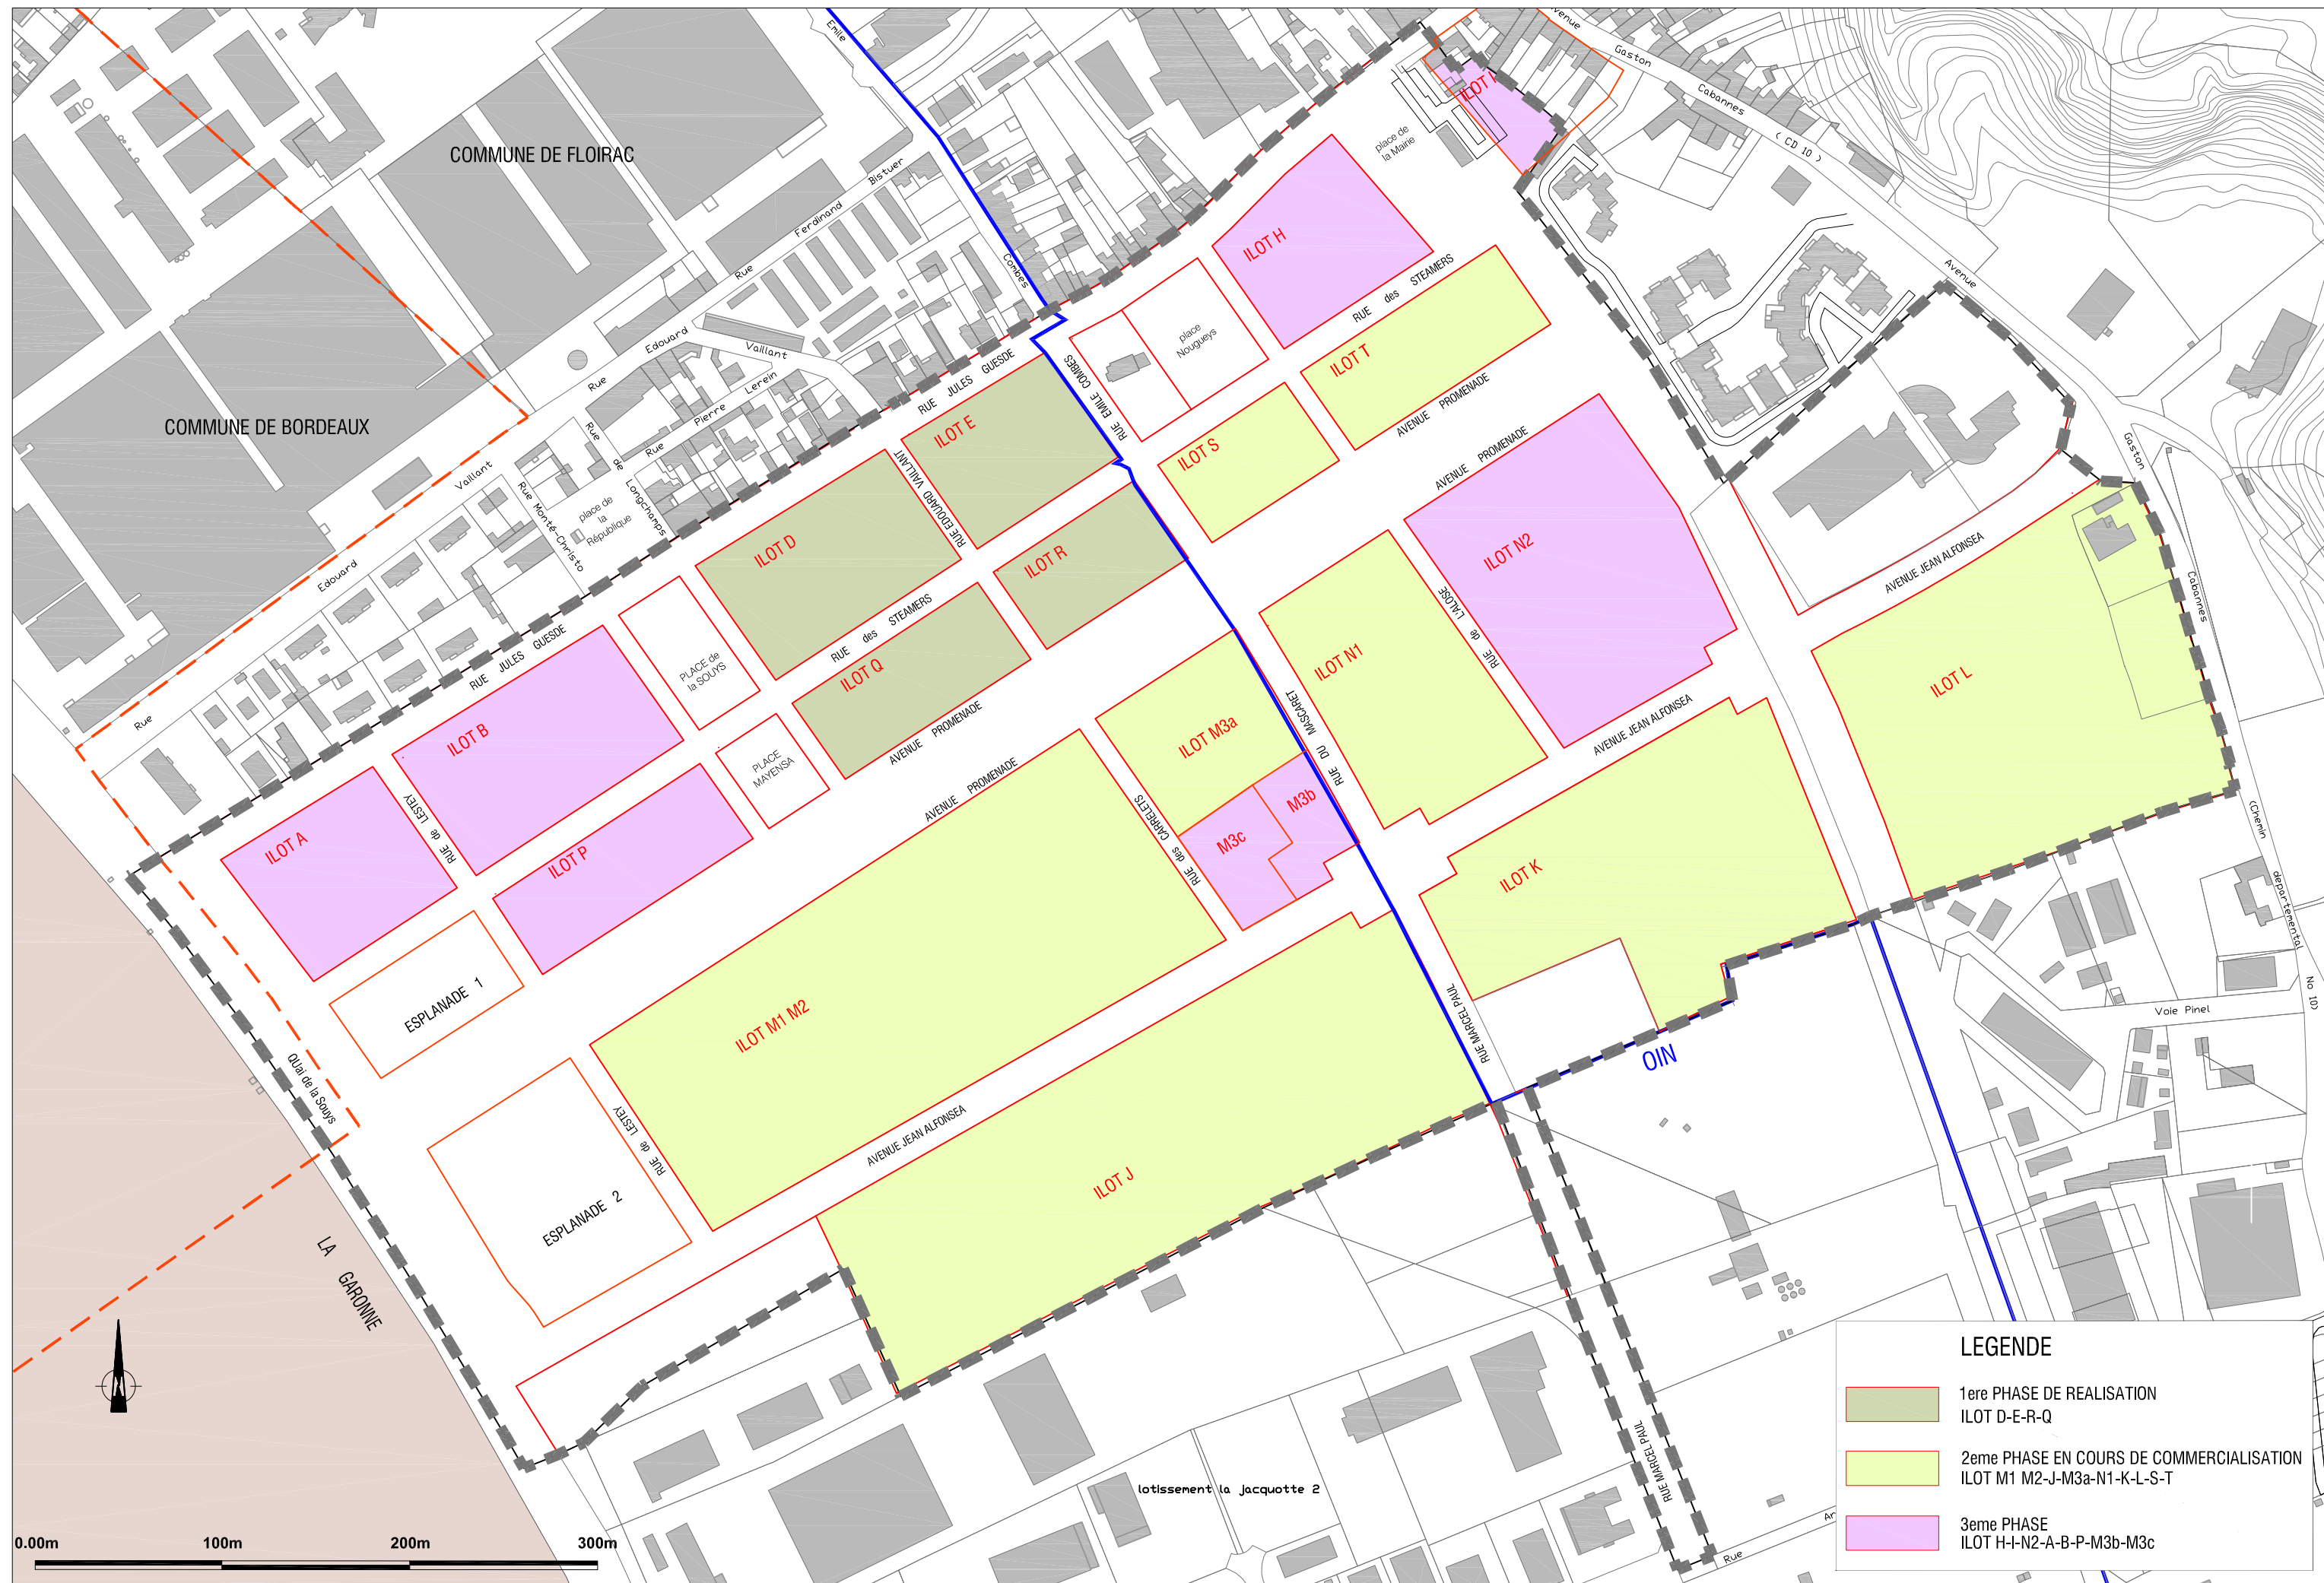 Emile
Avenue
Gaston
Cabannes
( CD 10 )
COMMUNE DE FLOIRAC
ILOT I
place de
la Mairie
Bistuer
Ferdinand
Rue
Combes
ILOT H
Avenue
Edouard
Vaillant
RUE des STEAMERS
place
Nougueys
Rue
Rue Pierre Lerein
RUE JULES GUESDE
RUE EMILE COMBES
ILOT T
AVENUE PROMENADE
COMMUNE DE BORDEAUX
ILOT E
ILOT S
AVENUE PROMENADE
Gaston
Vaillant
Rue de Longchamps
Rue Monté-Christo
place de
la
République
RUE EDOUARD VAILLANT
ILOT D
ILOT R
ILOT N2
AVENUE JEAN ALFONSEA
Edouard
Cabannes
RUE des STEAMERS
RUE JULES GUESDE
PLACE de
la SOUYS
ILOT Q
ILOT N1
RUE de L'ALOSE
ILOT L
Rue
ILOT B
AVENUE PROMENADE
ILOT M3a
RUE DU MASCARET
AVENUE JEAN ALFONSEA
PLACE
MAYENSA
AVENUE PROMENADE
M3b
M3c
RUE de LESTEY
ILOT A
ILOT P
RUE des CARRELETS
ILOT K
(Chemin
departemental
No 10)
ESPLANADE 1
ILOT M1 M2
RUE MARCEL PAUL
Voie Pinel
OIN
QUai de la Souys
RUE de LESTEY
AVENUE JEAN ALFONSEA
ILOT J
ESPLANADE 2
LA GARONNE
RUE MARCEL PAUL
lotissement la jacquotte 2
Rue
LEGENDE
1ere PHASE DE REALISATION
ILOT D-E-R-Q
2eme PHASE EN COURS DE COMMERCIALISATION
ILOT M1 M2-J-M3a-N1-K-L-S-T
3eme PHASE
ILOT H-I-N2-A-B-P-M3b-M3c
0.00m 100m 200m 300m